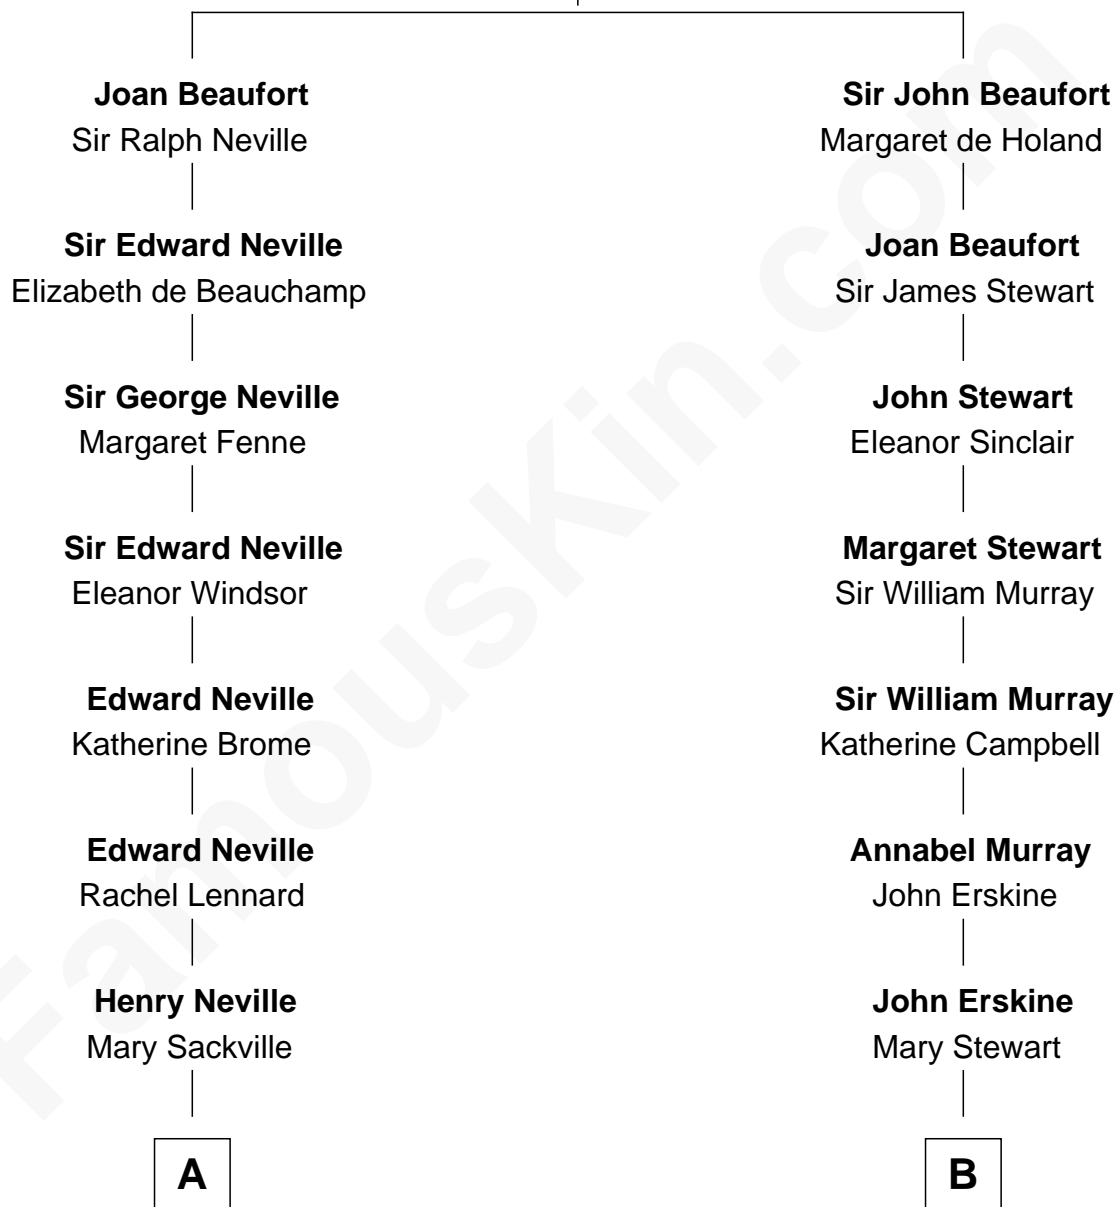 Joan Beaufort
Sir Ralph Neville
Sir Edward Neville
Elizabeth de Beauchamp
Sir George Neville
Margaret Fenne
Sir Edward Neville
Eleanor Windsor
Edward Neville
Katherine Brome
Edward Neville
Rachel Lennard
Henry Neville
Mary Sackville
A
Sir John Beaufort
Margaret de Holand
Joan Beaufort
Sir James Stewart
John Stewart
Eleanor Sinclair
Margaret Stewart
Sir William Murray
Sir William Murray
Katherine Campbell
Annabel Murray
John Erskine
John Erskine
Mary Stewart
B
FamousKin.com